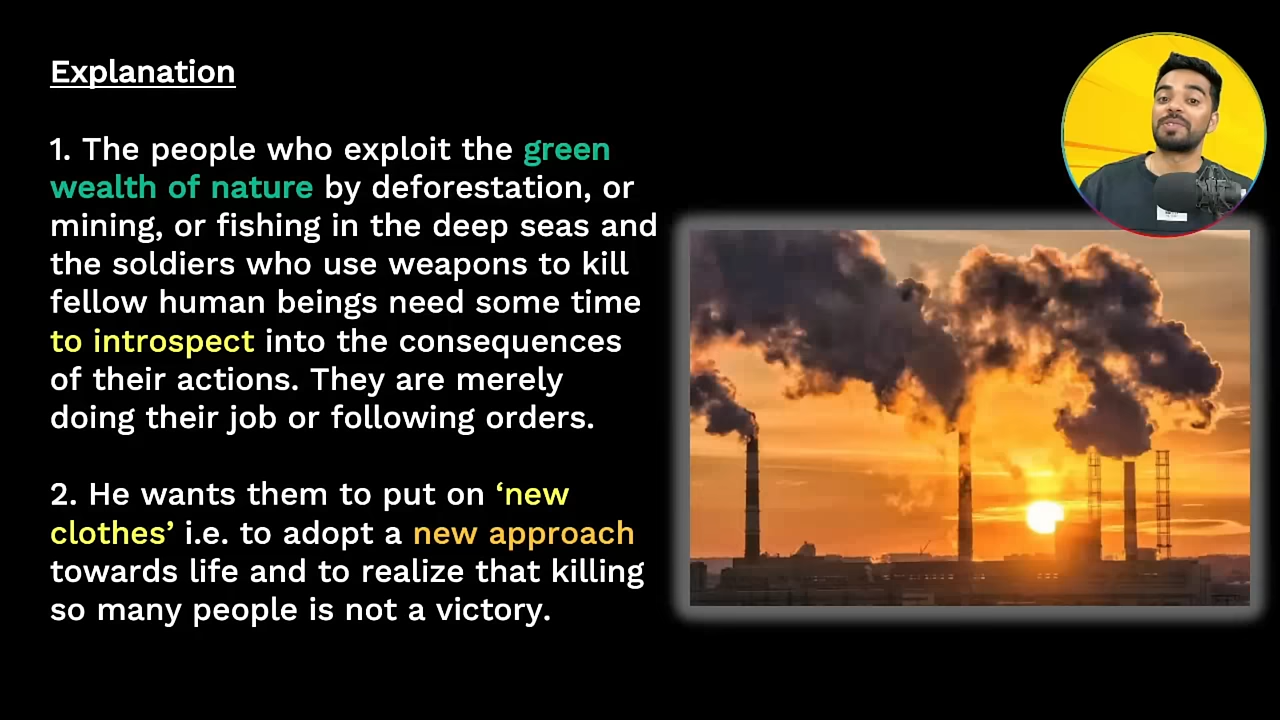 Explanation
1. The people who exploit the green
wealth of nature by deforestation, or
mining, or fishing in the deep seas and
the soldiers who use weapons to kill
fellow human beings need some time
to introspect into the consequences
of their actions. They are merely
doing their job or following orders.
2. He wants them to put on ‘new
clothes’ i.e. to adopt a new approach
towards life and to realize that killing
so many people is not a victory.